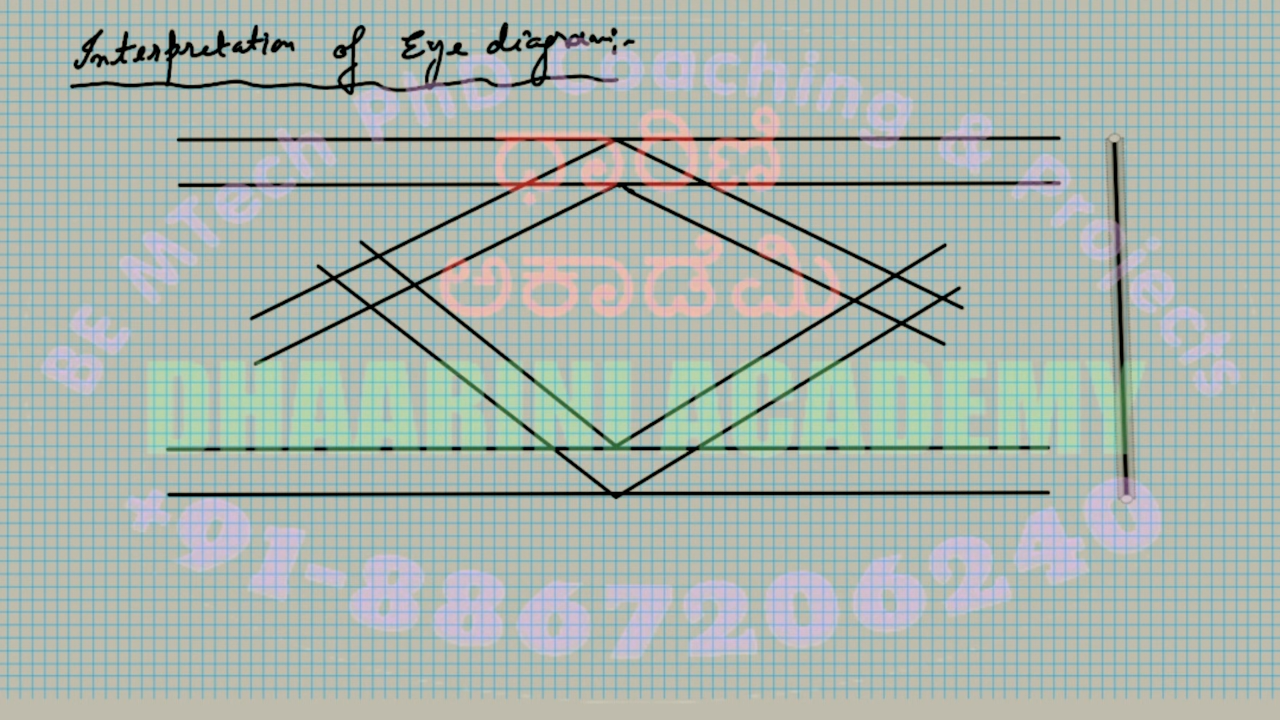 Interpretation of Eye diagram:-
BE MTech PhD Coaching & Projects
ಧಾರಿಣಿ
ಅಕಾಡೆಮಿ
DHAARINI ACADEMY
+91-8867206240